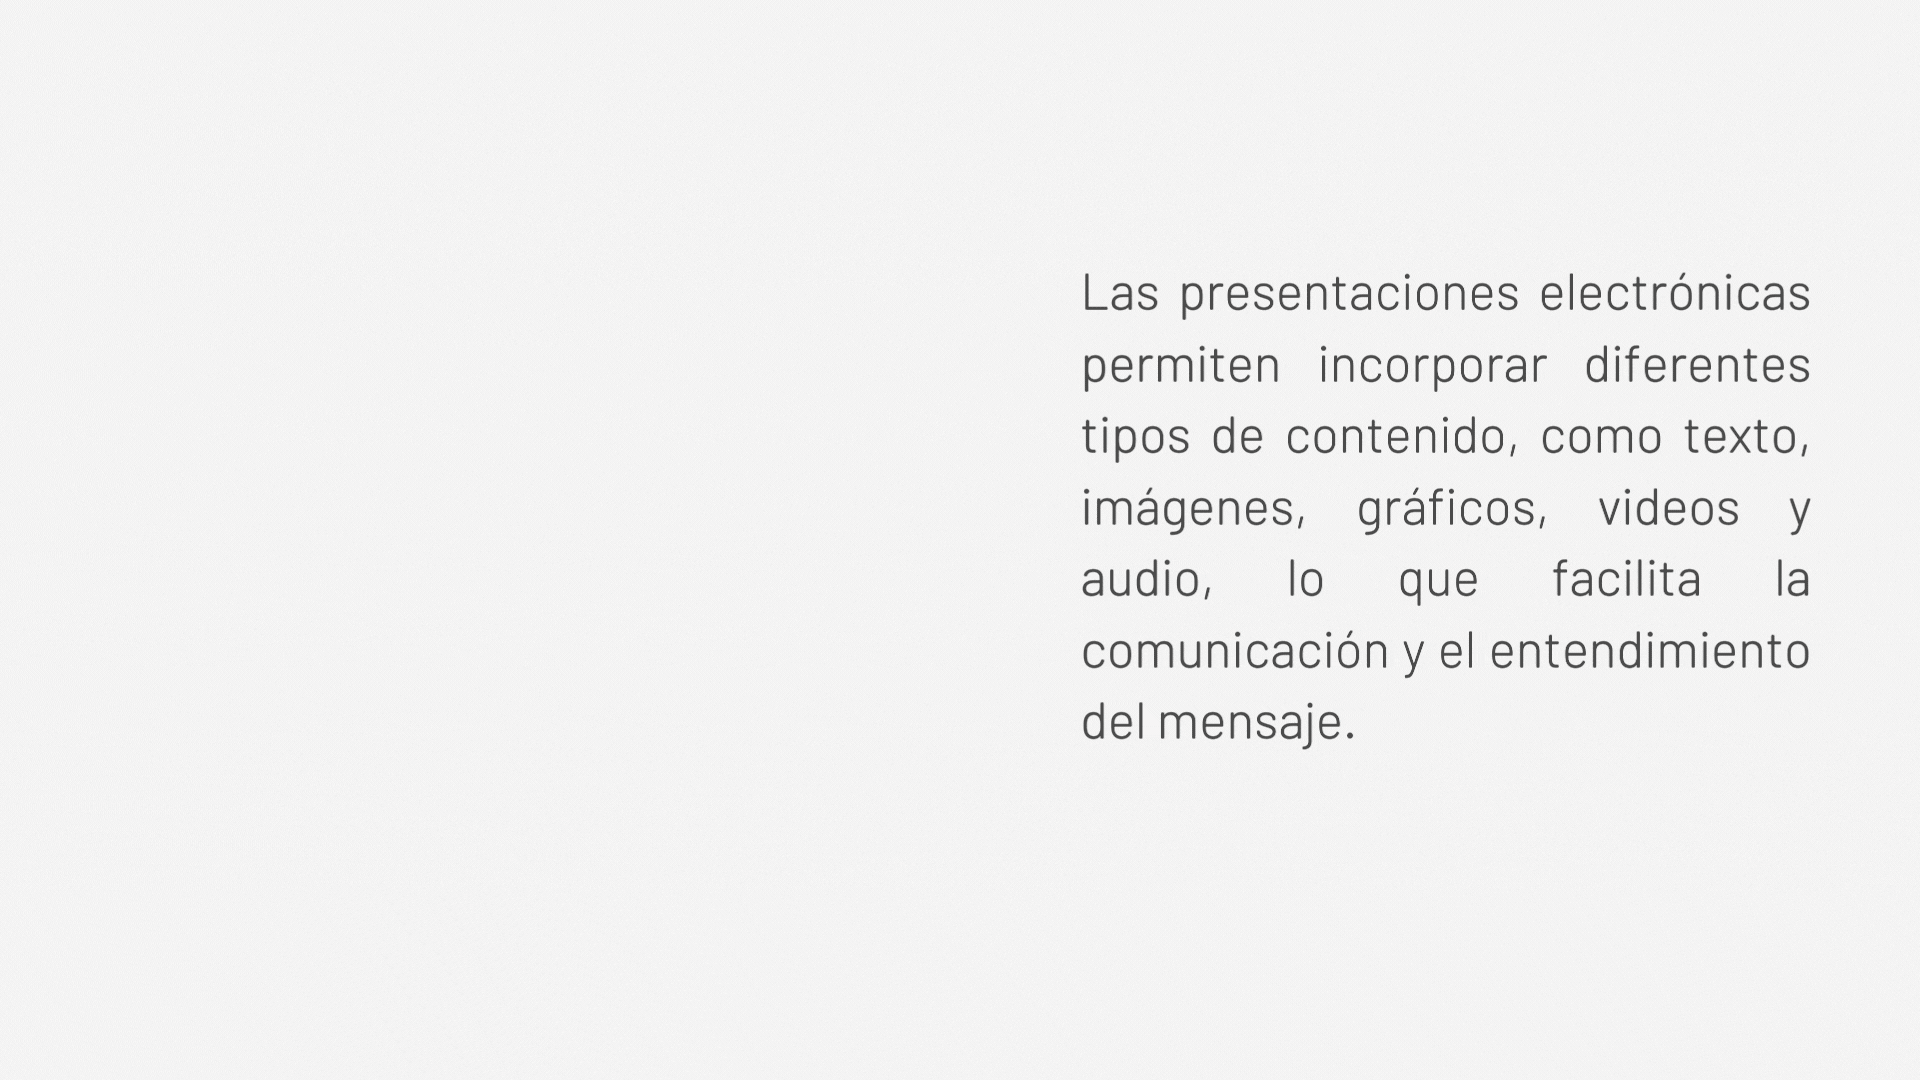 Las presentaciones electrónicas
permiten incorporar diferentes
tipos de contenido, como texto,
imágenes, gráficos, videos y
audio, lo que facilita la
comunicación y el entendimiento
del mensaje.